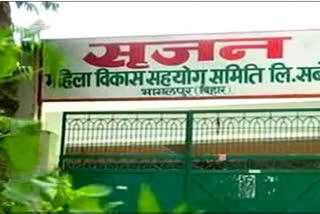 सृजन
महिला विकास सहयोग समिति लि.
भागलपुर (बिहार)